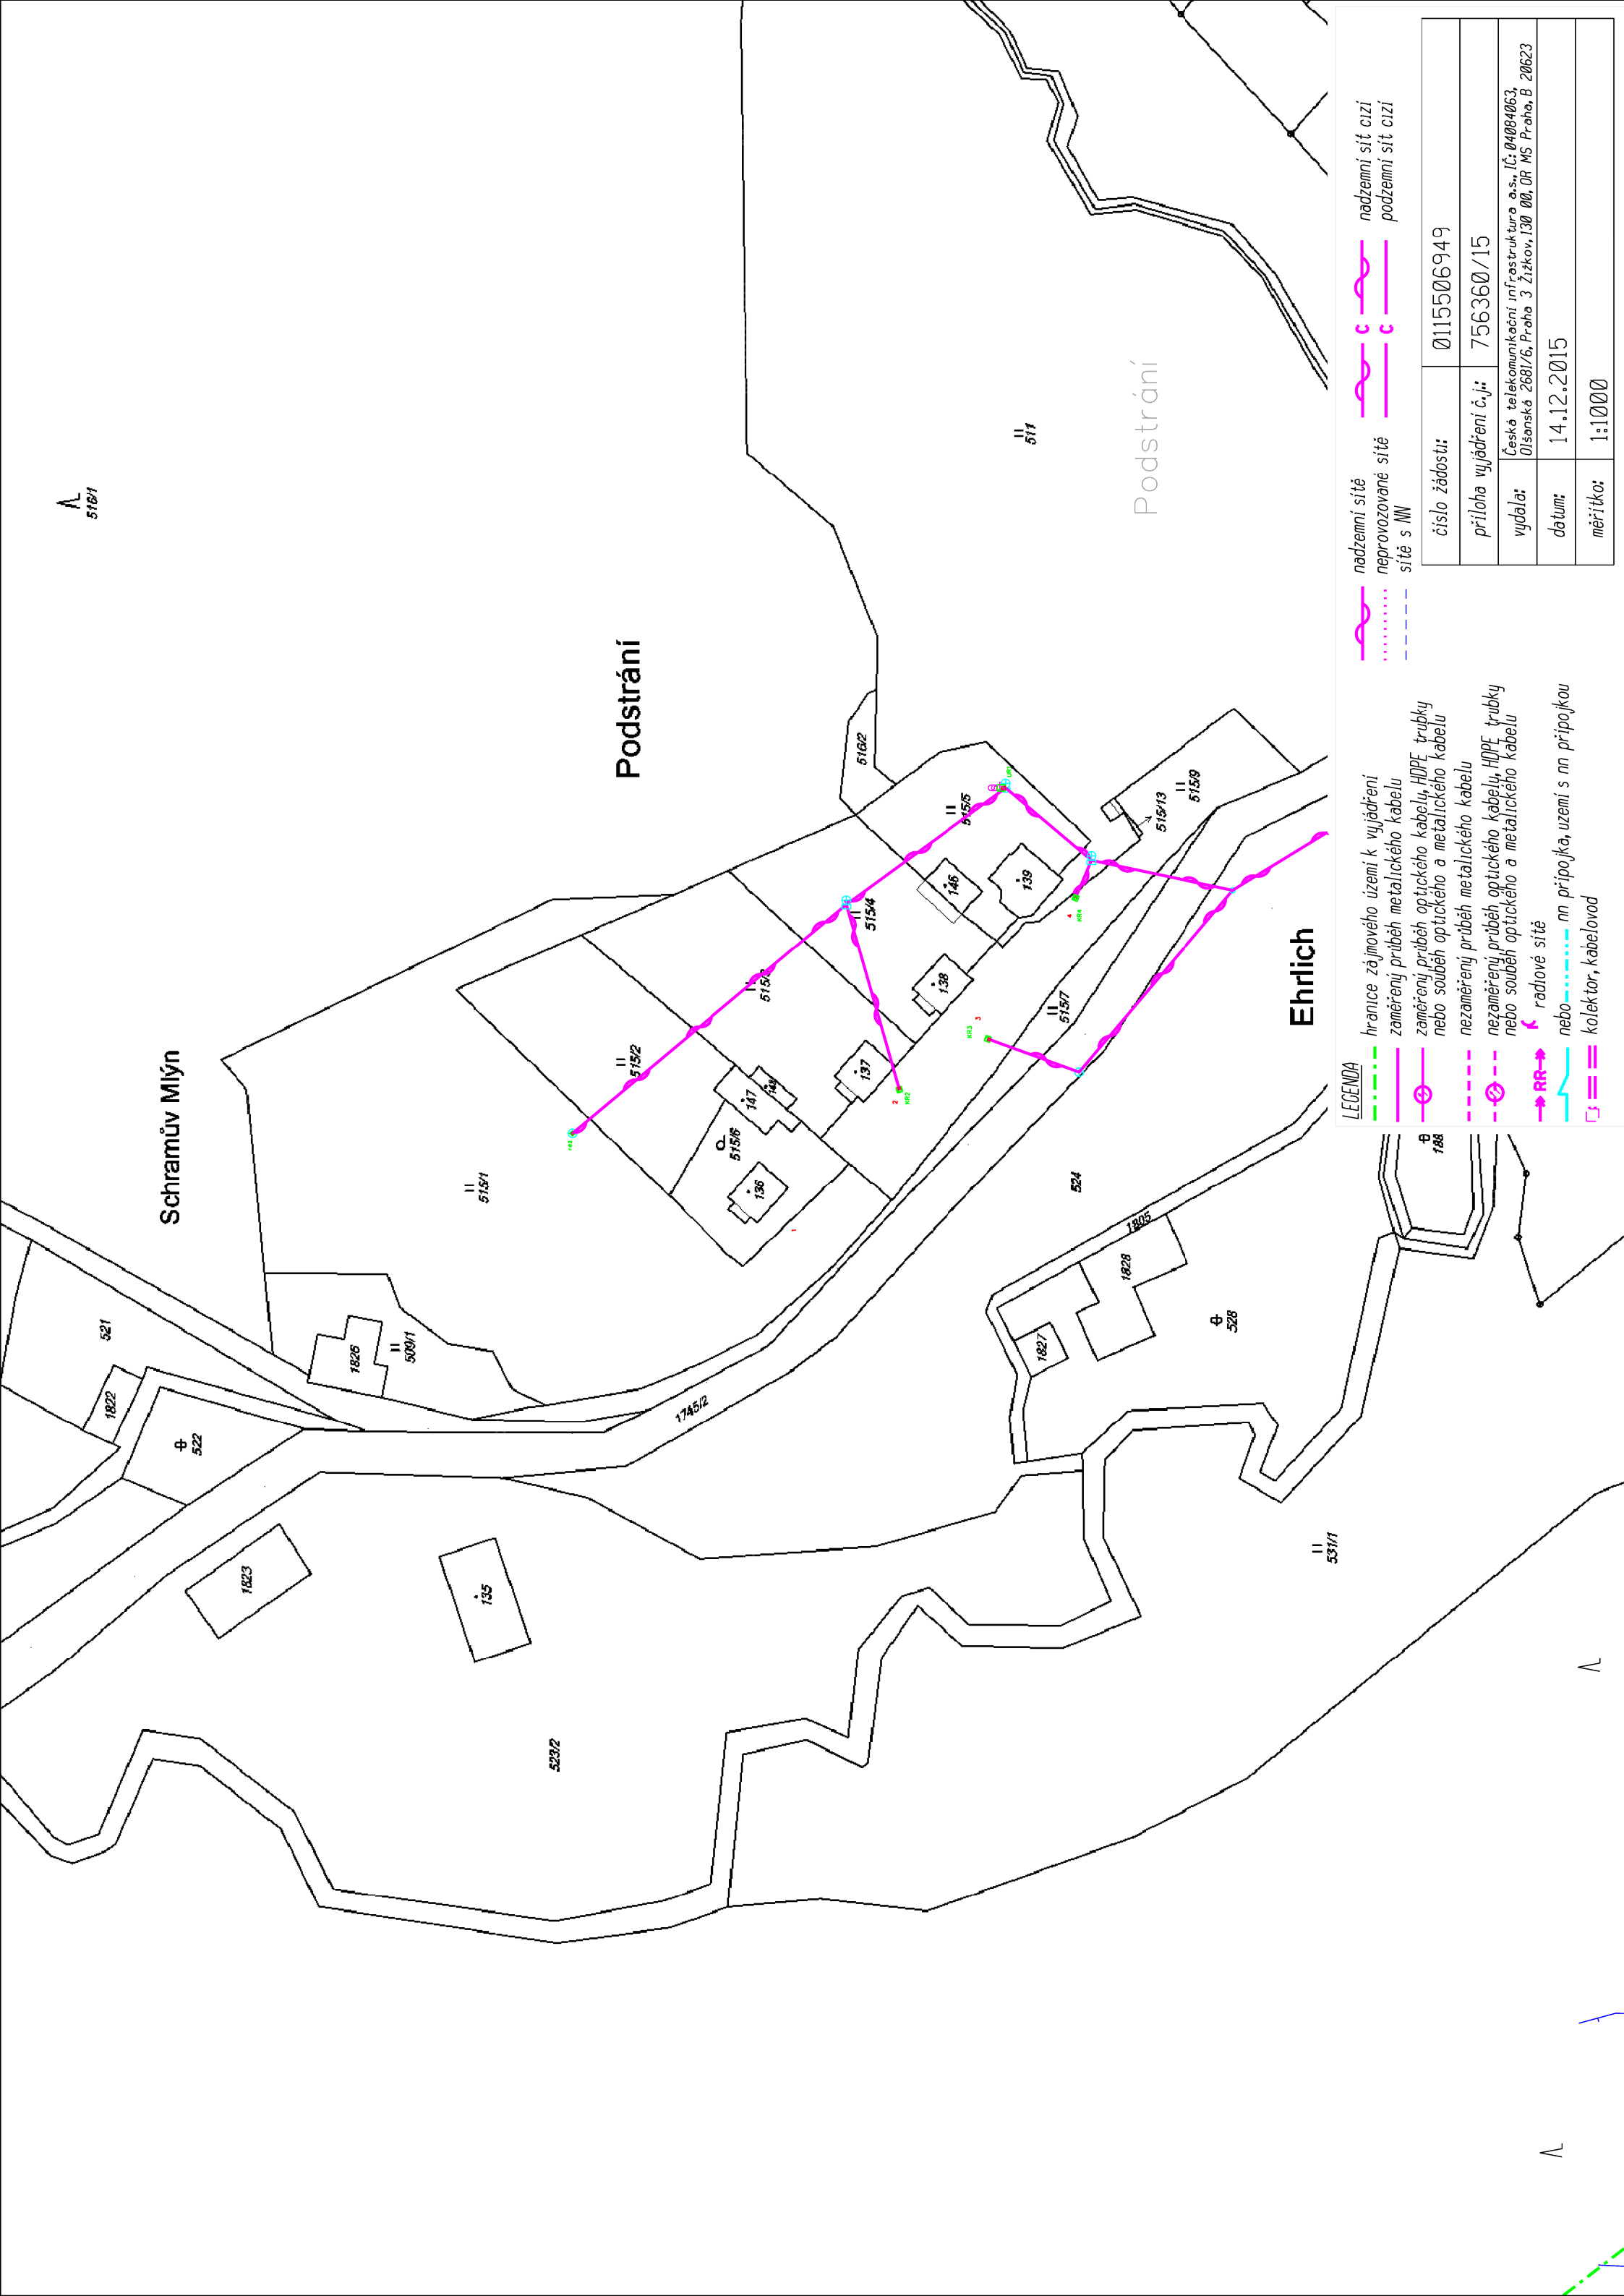 516/1
Schramův Mlýn
Podstrání
Podstrání
Ehrlich
521
1822
522
1826
509/1
1823
135
523/2
1745/2
515/1
515/2
515/4
515/5
516/2
511
515/6
136
147
137
138
146
139
515/13
515/9
515/7
524
1805
1828
1827
528
531/1
188
1
2
KR2
3
KR3
4
KR4
LEGENDA
hranice zájmového území k vyjádření
zaměřený průběh metalického kabelu
zaměřený průběh optického kabelu, HDPE trubky
nebo souběh optického a metalického kabelu
nezaměřený průběh metalického kabelu
nezaměřený průběh optického kabelu, HDPE trubky
nebo souběh optického a metalického kabelu
RR radiové sítě
nebo nn přípojka, území s nn přípojkou
kolektor, kabelovod
nadzemní sítě
neprovozované sítě
sítě s NN
C nadzemní síť cizí
C podzemní síť cizí
číslo žádosti: 0115506949
příloha vyjádření č.j.: 756360/15
vydala: Česká telekomunikační infrastruktura a.s., IČ: 04084063,
Olšanská 2681/6, Praha 3 Žižkov, 130 00, OR MS Praha, B 20623
datum: 14.12.2015
měřítko: 1:1000